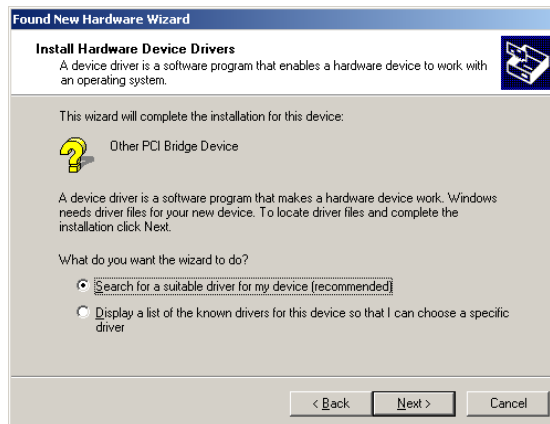 Found New Hardware Wizard
Install Hardware Device Drivers
A device driver is a software program that enables a hardware device to work with
an operating system.
This wizard will complete the installation for this device:
Other PCI Bridge Device
A device driver is a software program that makes a hardware device work. Windows
needs driver files for your new device. To locate driver files and complete the
installation click Next.
What do you want the wizard to do?
Search for a suitable driver for my device (recommended)
Display a list of the known drivers for this device so that I can choose a specific
driver
< Back Next > Cancel